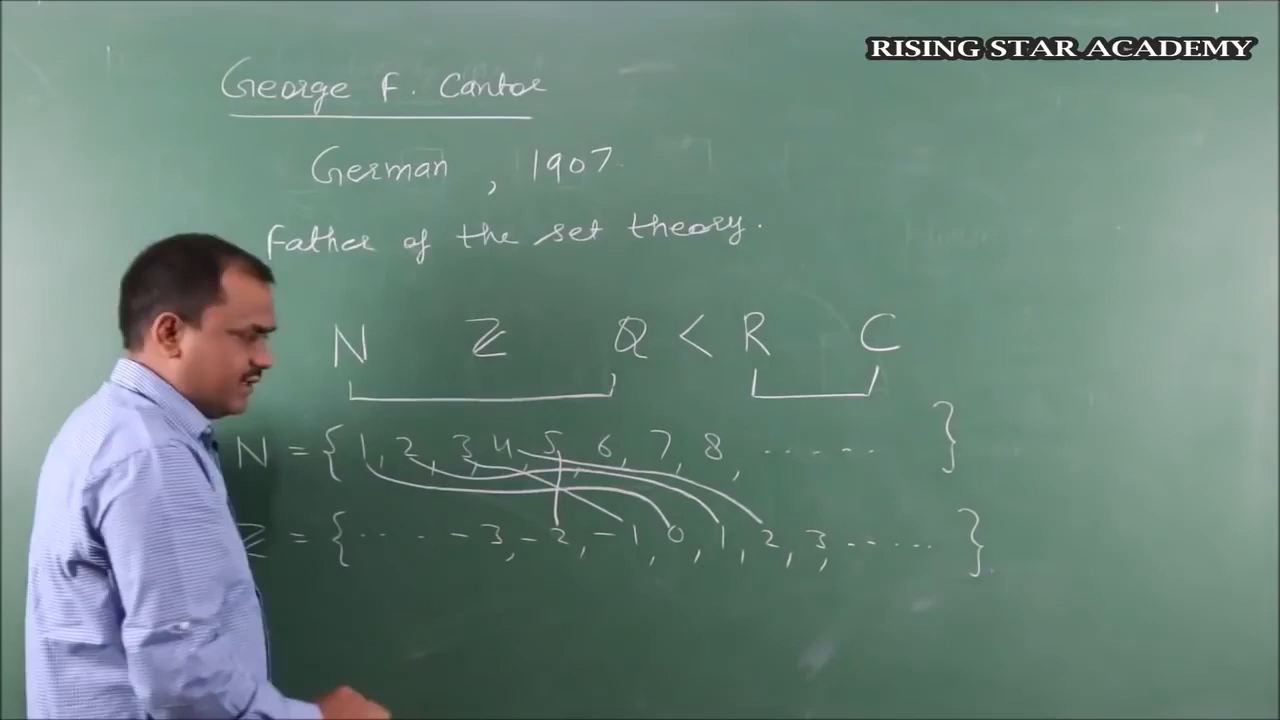 RISING STAR ACADEMY
George F. Cantor
German, 1907.
Father of the set theory.
N Z Q < R C
N = {1, 2, 3, 4, 5, 6, 7, 8, ...... }
Z = {.... -3, -2, -1, 0, 1, 2, 3, ...... }.